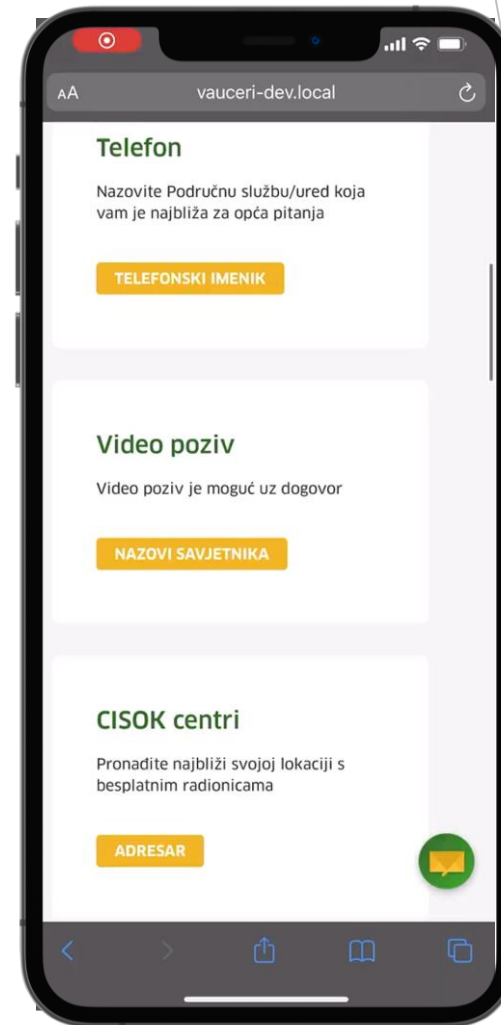 AA
vauceri-dev.local
Telefon
Nazovite Područnu službu/ured koja
vam je najbliža za opća pitanja
TELEFONSKI IMENIK
Video poziv
Video poziv je moguć uz dogovor
NAZOVI SAVJETNIKA
CISOK centri
Pronađite najbliži svojoj lokaciji s
besplatnim radionicama
ADRESAR